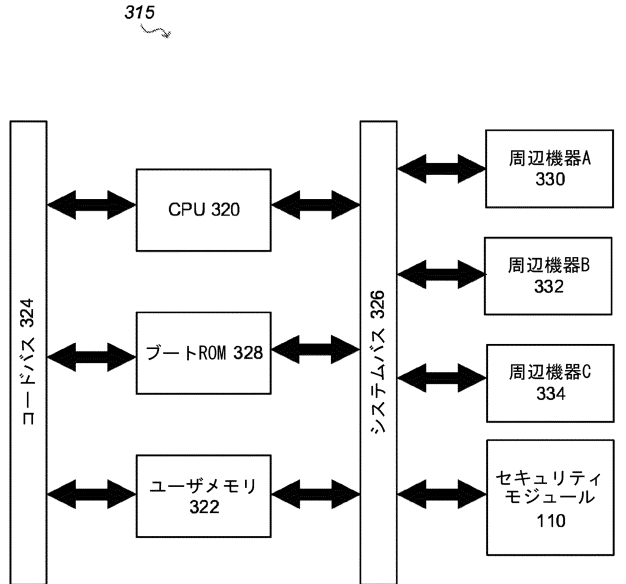 315
コードバス 324
CPU 320
ブートROM 328
ユーザメモリ
322
システムバス 326
周辺機器A
330
周辺機器B
332
周辺機器C
334
セキュリティ
モジュール
110